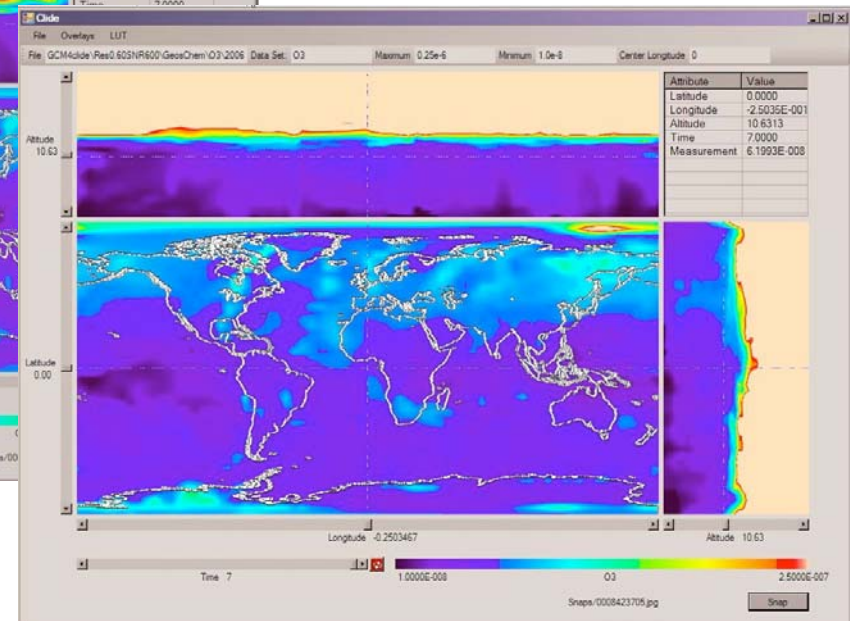 Time 7.0000
Clide
File Overlays LUT
File GCM4clide\Res0.60SNR600\GeosChem\O3\2006 Data Set: O3 Maximum 0.25e-6 Minimum 1.0e-8 Center Longitude 0
Attribute Value
Latitude 0.0000
Longitude -2.5035E-001
Altitude 10.6313
Time 7.0000
Measurement 6.1993E-008
Altitude
10.63
Latitude
0.00
Longitude -0.2503467
Altitude 10.63
Time 7
1.0000E-008 O3 2.5000E-007
Snaps/0008423705.jpg
Snap